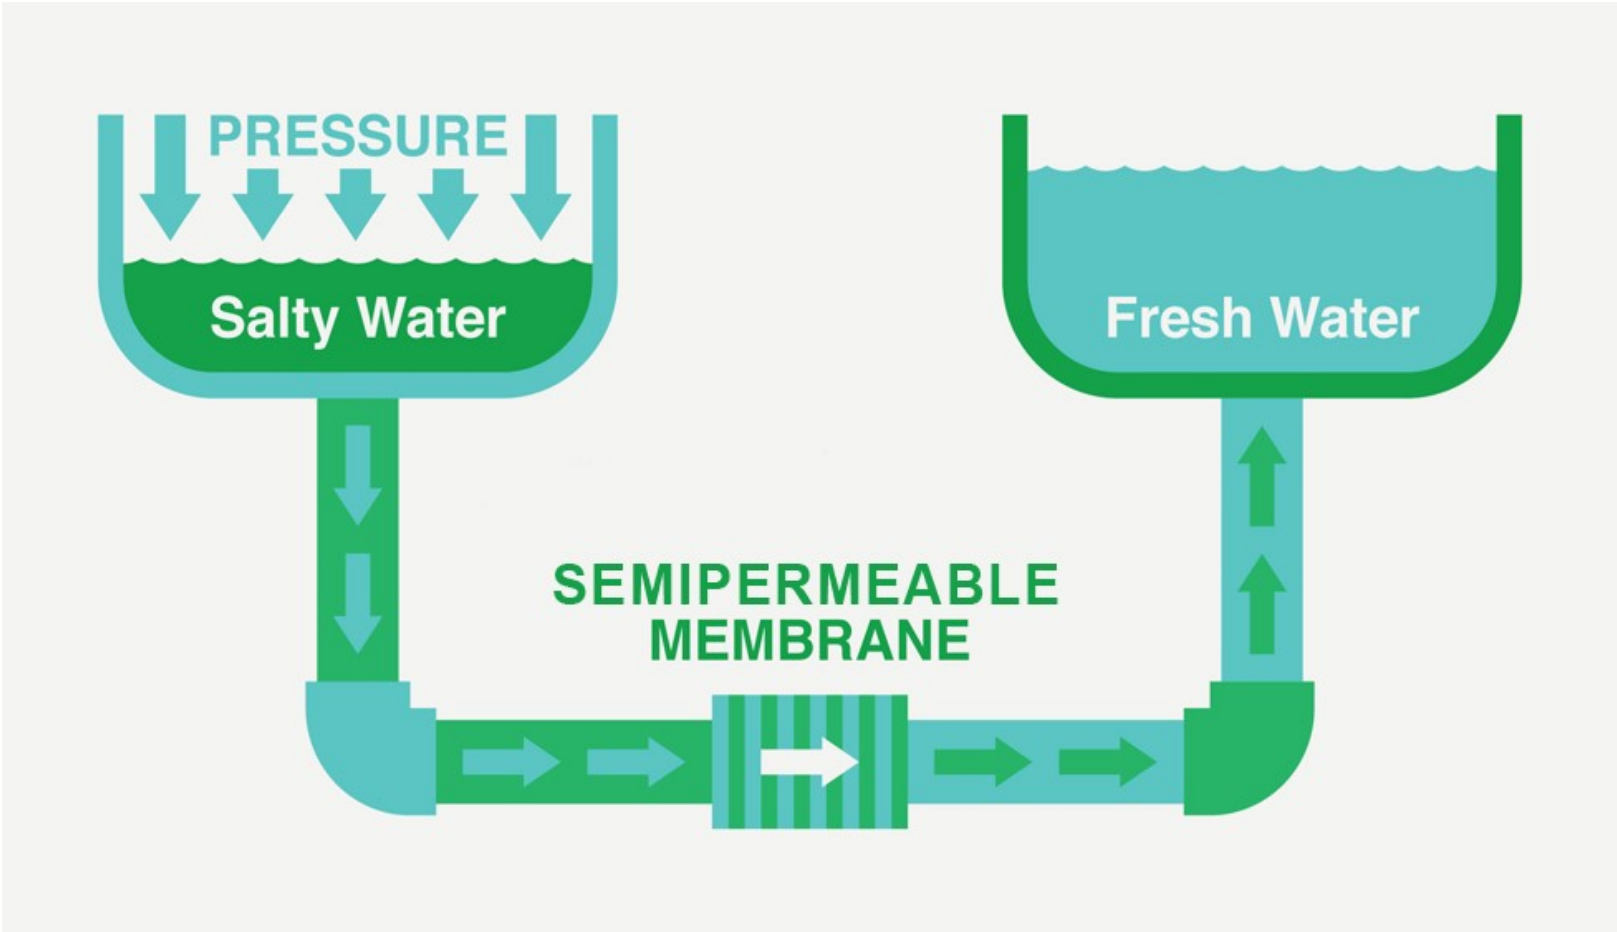 PRESSURE
Salty Water
Fresh Water
SEMIPERMEABLE
MEMBRANE